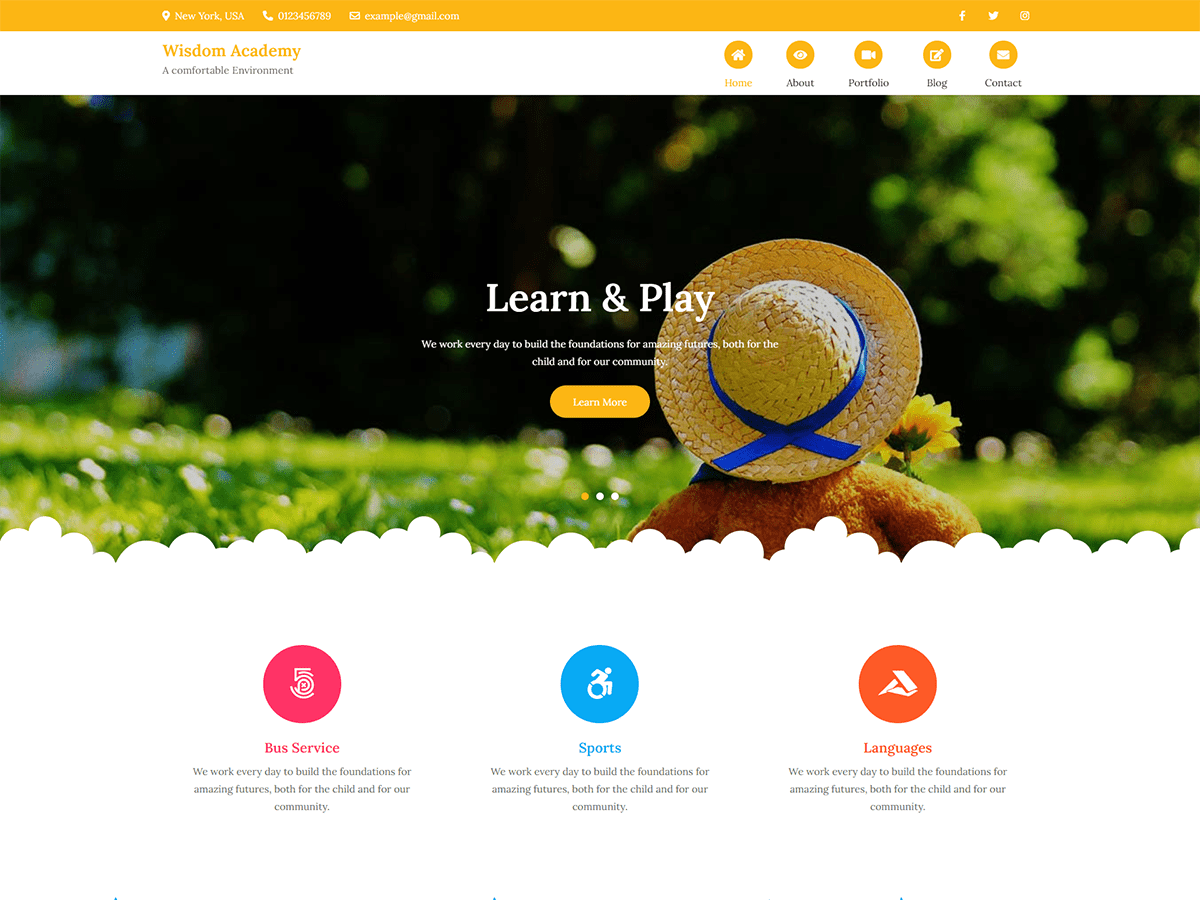 New York, USA 0123456789 example@gmail.com
Wisdom Academy
A comfortable Environment
Home About Portfolio Blog Contact
Learn & Play
We work every day to build the foundations for amazing futures, both for the
child and for our community.
Learn More
Bus Service
We work every day to build the foundations for
amazing futures, both for the child and for our
community.
Sports
We work every day to build the foundations for
amazing futures, both for the child and for our
community.
Languages
We work every day to build the foundations for
amazing futures, both for the child and for our
community.